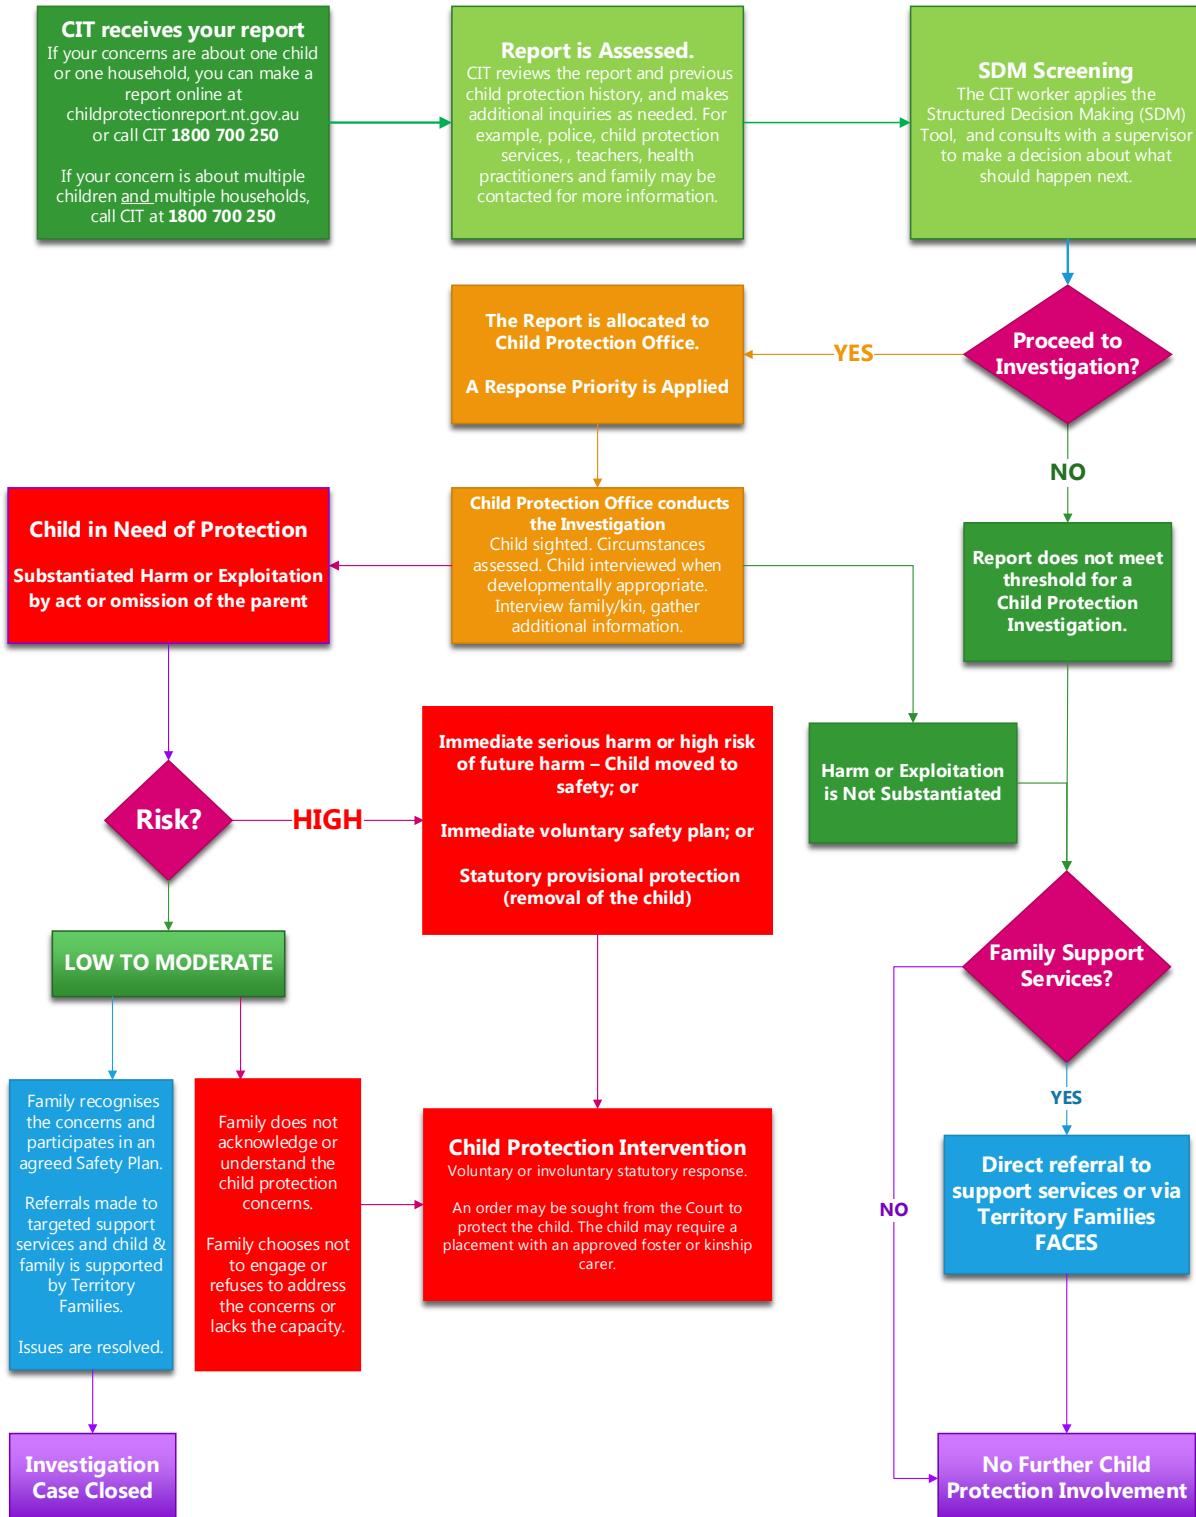 CIT receives your report
If your concerns are about one child
or one household, you can make a
report online at
childprotectionreport.nt.gov.au
or call CIT 1800 700 250
If your concern is about multiple
children and multiple households,
call CIT at 1800 700 250
Report is Assessed.
CIT reviews the report and previous
child protection history, and makes
additional inquiries as needed. For
example, police, child protection
services, , teachers, health
practitioners and family may be
contacted for more information.
SDM Screening
The CIT worker applies the
Structured Decision Making (SDM)
Tool,  and consults with a supervisor
to make a decision about what
should happen next.
Proceed to
Investigation?
YES
The Report is allocated to
Child Protection Office.
A Response Priority is Applied
NO
Child Protection Office conducts
the Investigation
Child sighted. Circumstances
assessed. Child interviewed when
developmentally appropriate.
Interview family/kin, gather
additional information.
Child in Need of Protection
Substantiated Harm or Exploitation
by act or omission of the parent
Report does not meet
threshold for a
Child Protection
Investigation.
Harm or Exploitation
is Not Substantiated
Risk?
HIGH
Immediate serious harm or high risk
of future harm – Child moved to
safety; or
Immediate voluntary safety plan; or
Statutory provisional protection
(removal of the child)
LOW TO MODERATE
Family Support
Services?
Family recognises
the concerns and
participates in an
agreed Safety Plan.
Referrals made to
targeted support
services and child &
family is supported
by Territory
Families.
Issues are resolved.
Family does not
acknowledge or
understand the
child protection
concerns.
Family chooses not
to engage or
refuses to address
the concerns or
lacks the capacity.
Child Protection Intervention
Voluntary or involuntary statutory response.
An order may be sought from the Court to
protect the child. The child may require a
placement with an approved foster or kinship
carer.
YES
NO
Direct referral to
support services or via
Territory Families
FACES
Investigation
Case Closed
No Further Child
Protection Involvement